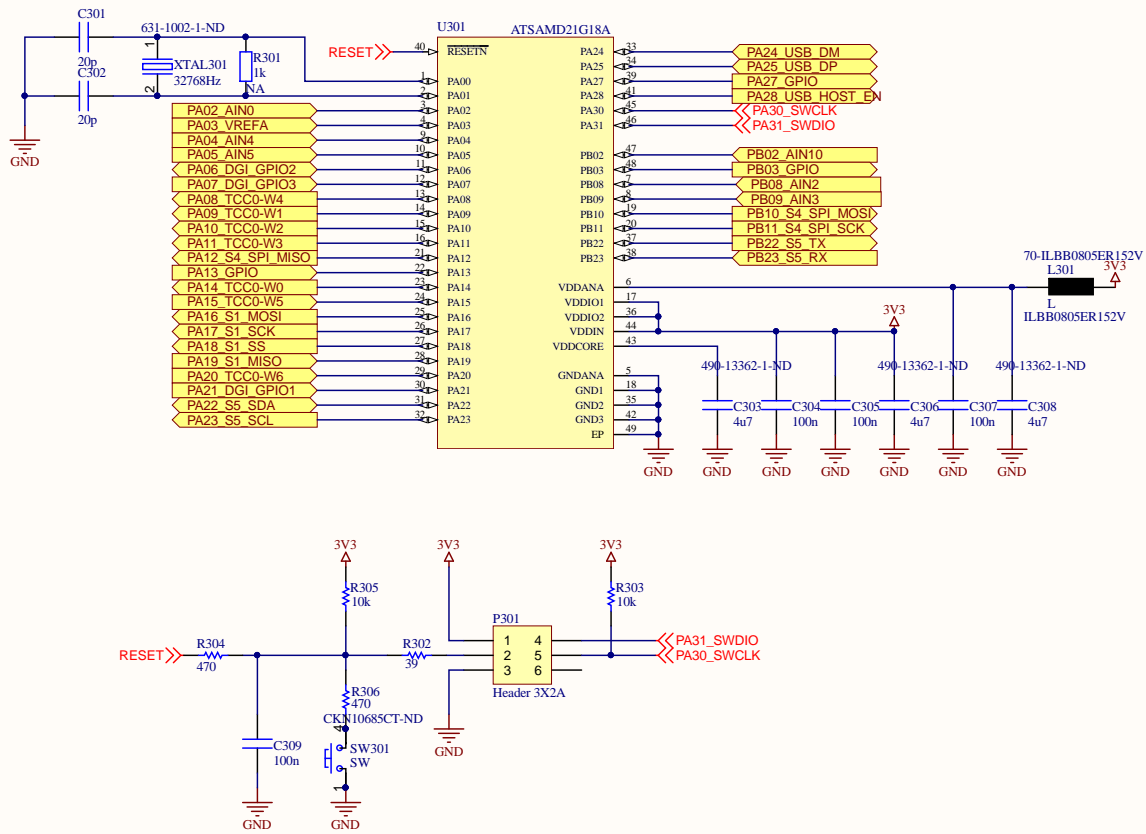 C301
20p
C302
20p
GND
631-1002-1-ND
1
XTAL301
32768Hz
2
R301
1k
NA
RESET
U301
ATSAMD21G18A
40
RESETN
1
PA00
2
PA01
PA02_AIN0
3
PA02
PA03_VREFA
4
PA03
PA04_AIN4
9
PA04
PA05_AIN5
10
PA05
PA06_DGI_GPIO2
11
PA06
PA07_DGI_GPIO3
12
PA07
PA08_TCC0-W4
13
PA08
PA09_TCC0-W1
14
PA09
PA10_TCC0-W2
15
PA10
PA11_TCC0-W3
16
PA11
PA12_S4_SPI_MISO
21
PA12
PA13_GPIO
22
PA13
PA14_TCC0-W0
23
PA14
PA15_TCC0-W5
24
PA15
PA16_S1_MOSI
25
PA16
PA17_S1_SCK
26
PA17
PA18_S1_SS
27
PA18
PA19_S1_MISO
28
PA19
PA20_TCC0-W6
29
PA20
PA21_DGI_GPIO1
30
PA21
PA22_S5_SDA
31
PA22
PA23_S5_SCL
32
PA23
PA24
33
PA24_USB_DM
PA25
34
PA25_USB_DP
PA27
39
PA27_GPIO
PA28
41
PA28_USB_HOST_EN
PA30
45
PA30_SWCLK
PA31
46
PA31_SWDIO
PB02
47
PB02_AIN10
PB03
48
PB03_GPIO
PB08
7
PB08_AIN2
PB09
8
PB09_AIN3
PB10
19
PB10_S4_SPI_MOSI
PB11
20
PB11_S4_SPI_SCK
PB22
37
PB22_S5_TX
PB23
38
PB23_S5_RX
VDDANA
6
VDDIO1
17
VDDIO2
36
VDDIN
44
VDDCORE
43
GNDANA
5
GND1
18
GND2
35
GND3
42
EP
49
GND
70-ILBB0805ER152V
L301
3V3
L
ILBB0805ER152V
3V3
490-13362-1-ND
490-13362-1-ND
490-13362-1-ND
C303
4u7
C304
100n
C305
100n
C306
4u7
C307
100n
C308
4u7
GND
GND
GND
GND
GND
GND
3V3
R305
10k
RESET
R304
470
C309
100n
GND
R306
470
CKN10685CT-ND
4
SW301
SW
1
GND
R302
39
3V3
P301
1
4
2
5
3
6
Header 3X2A
GND
3V3
R303
10k
PA31_SWDIO
PA30_SWCLK